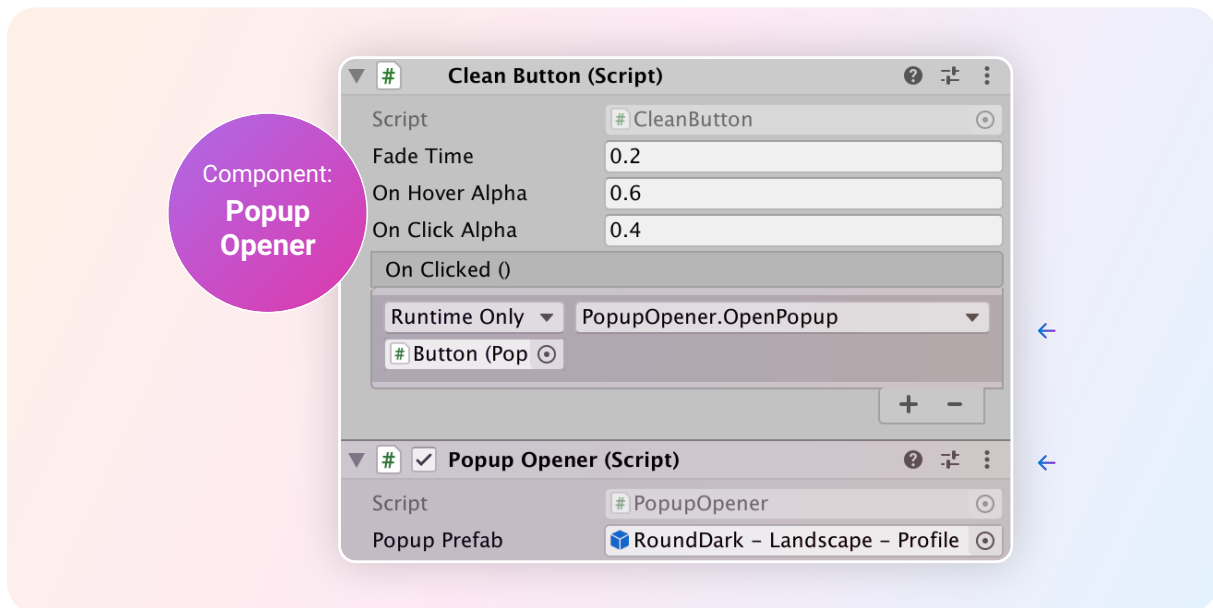 Clean Button (Script)
Script
CleanButton
Fade Time
0.2
On Hover Alpha
0.6
On Click Alpha
0.4
On Clicked ()
Runtime Only
PopupOpener.OpenPopup
Button (Pop
Component:
Popup
Opener
Popup Opener (Script)
Script
PopupOpener
Popup Prefab
RoundDark – Landscape – Profile